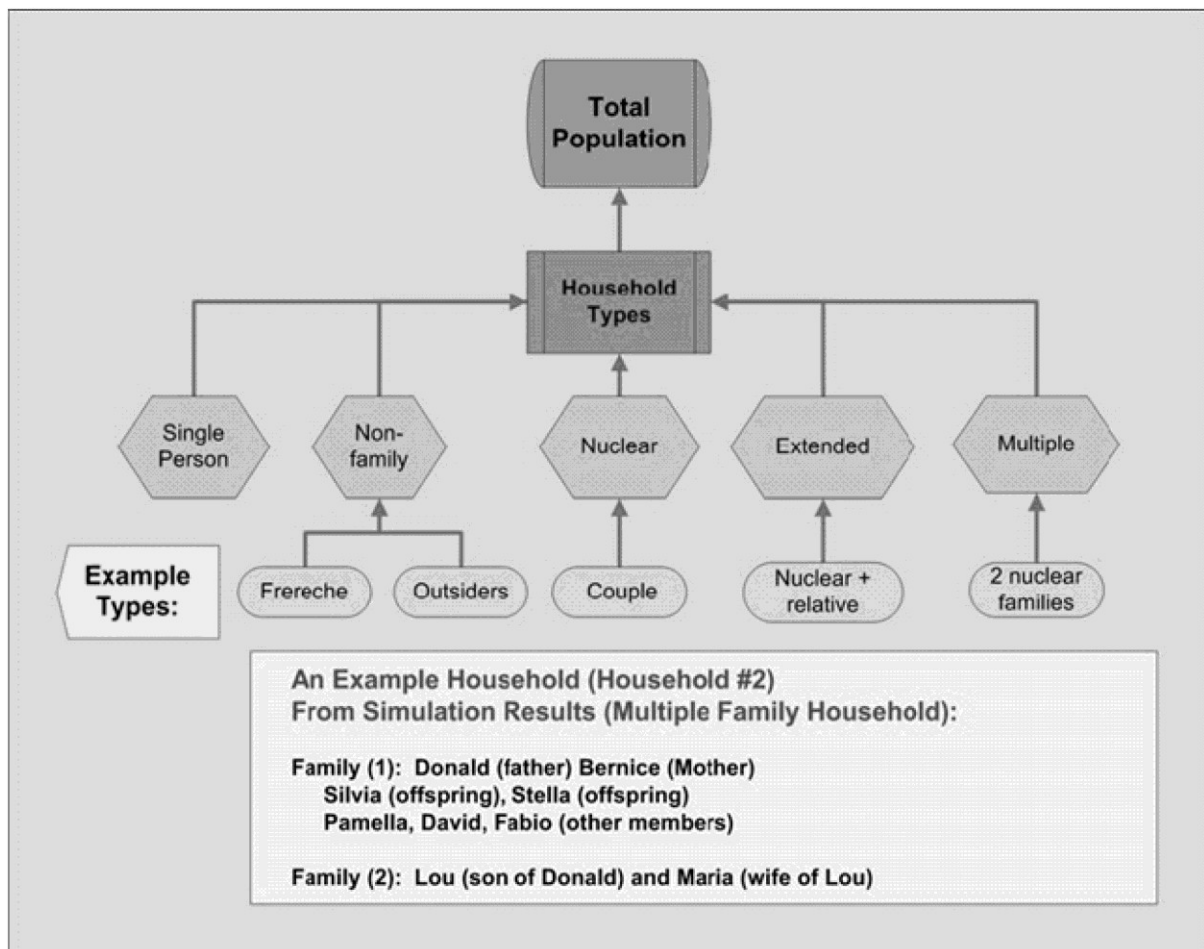 Total
Population
Household
Types
Single
Person
Non-
family
Nuclear
Extended
Multiple
Example
Types:
Frereche
Outsiders
Couple
Nuclear +
relative
2 nuclear
families
An Example Household (Household #2)
From Simulation Results (Multiple Family Household):
Family (1): Donald (father) Bernice (Mother)
Silvia (offspring), Stella (offspring)
Pamella, David, Fabio (other members)
Family (2): Lou (son of Donald) and Maria (wife of Lou)